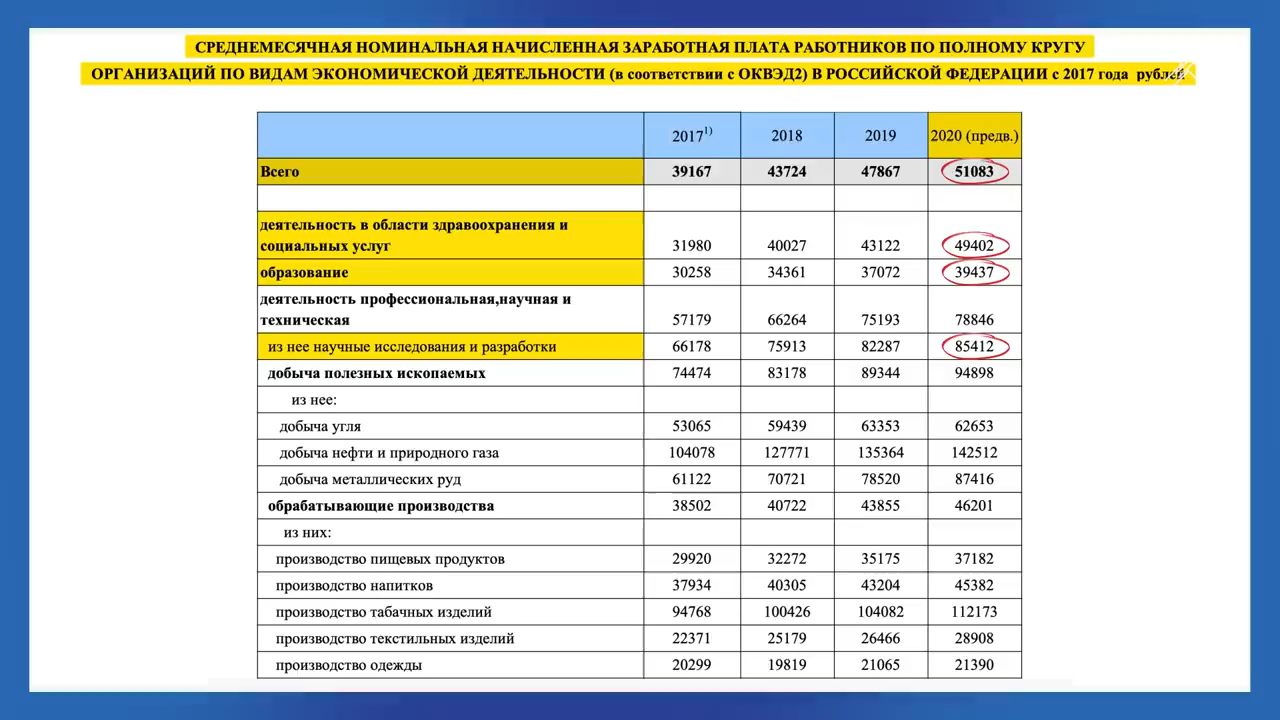 СРЕДНЕМЕСЯЧНАЯ НОМИНАЛЬНАЯ НАЧИСЛЕННАЯ ЗАРАБОТНАЯ ПЛАТА РАБОТНИКОВ ПО ПОЛНОМУ КРУГУ
ОРГАНИЗАЦИЙ ПО ВИДАМ ЭКОНОМИЧЕСКОЙ ДЕЯТЕЛЬНОСТИ (в соответствии с ОКВЭД2) В РОССИЙСКОЙ ФЕДЕРАЦИИ с 2017 года рублей
2017¹⁾ 2018 2019 2020 (предв.)
Всего 39167 43724 47867 51083
деятельность в области здравоохранения и
социальных услуг 31980 40027 43122 49402
образование 30258 34361 37072 39437
деятельность профессиональная,научная и
техническая 57179 66264 75193 78846
из нее научные исследования и разработки 66178 75913 82287 85412
добыча полезных ископаемых 74474 83178 89344 94898
из нее:
добыча угля 53065 59439 63353 62653
добыча нефти и природного газа 104078 127771 135364 142512
добыча металлических руд 61122 70721 78520 87416
обрабатывающие производства 38502 40722 43855 46201
из них:
производство пищевых продуктов 29920 32272 35175 37182
производство напитков 37934 40305 43204 45382
производство табачных изделий 94768 100426 104082 112173
производство текстильных изделий 22371 25179 26466 28908
производство одежды 20299 19819 21065 21390